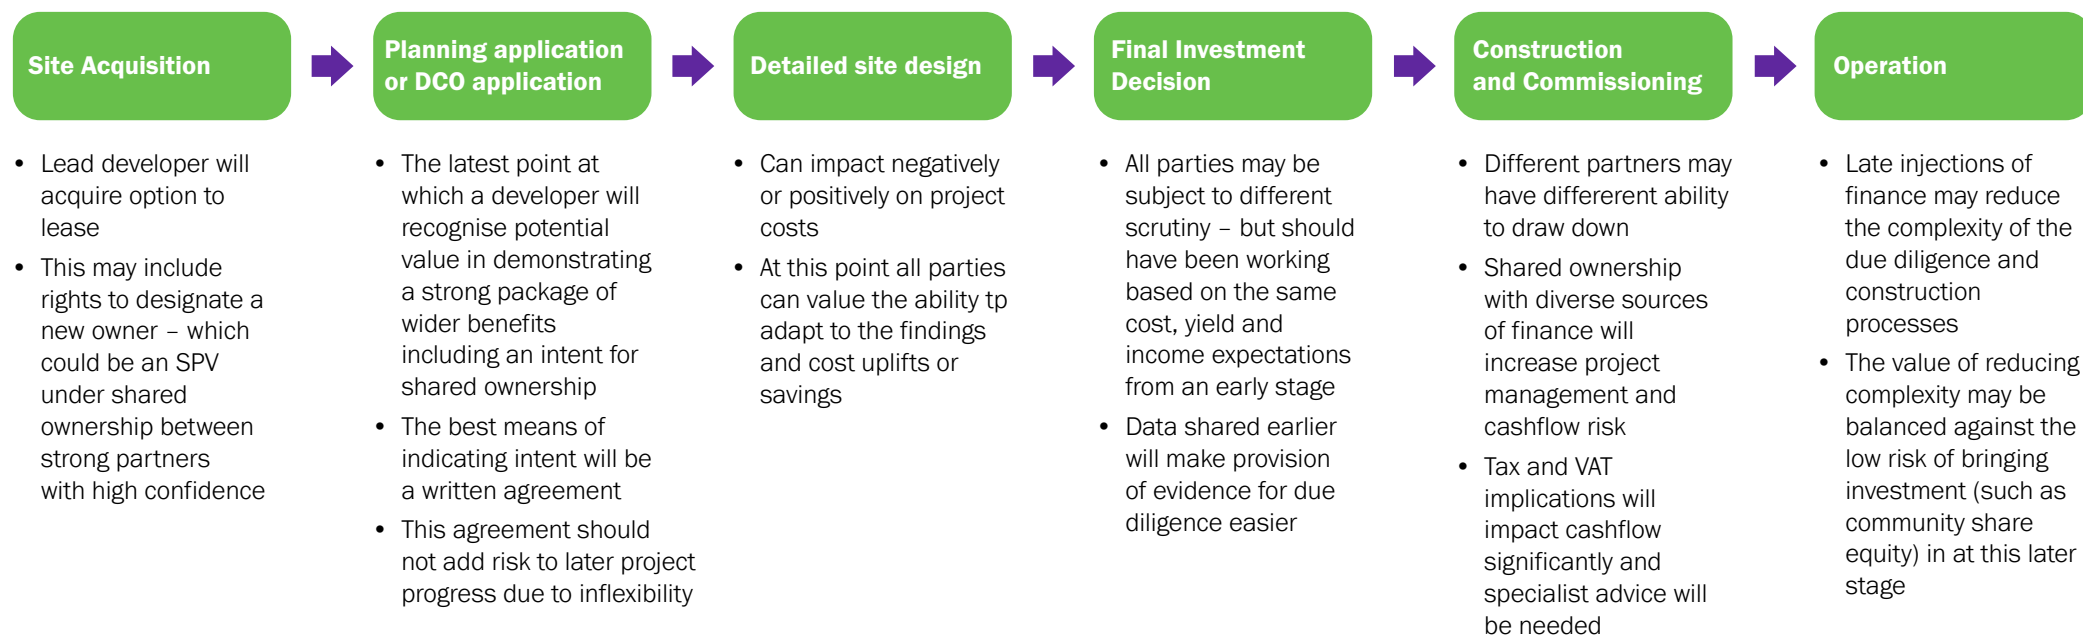 Site Acquisition
• Lead developer will
acquire option to
lease
• This may include
rights to designate a
new owner – which
could be an SPV
under shared
ownership between
strong partners
with high confidence
Planning application
or DCO application
• The latest point at
which a developer will
recognise potential
value in demonstrating
a strong package of
wider benefits
including an intent for
shared ownership
• The best means of
indicating intent will be
a written agreement
• This agreement should
not add risk to later project
progress due to inflexibility
Detailed site design
• Can impact negatively
or positively on project
costs
• At this point all parties
can value the ability tp
adapt to the findings
and cost uplifts or
savings
Final Investment
Decision
• All parties may be
subject to different
scrutiny – but should
have been working
based on the same
cost, yield and
income expectations
from an early stage
• Data shared earlier
will make provision
of evidence for due
diligence easier
Construction
and Commissioning
• Different partners may
have differerent ability
to draw down
• Shared ownership
with diverse sources
of finance will
increase project
management and
cashflow risk
• Tax and VAT
implications will
impact cashflow
significantly and
specialist advice will
be needed
Operation
• Late injections of
finance may reduce
the complexity of the
due diligence and
construction
processes
• The value of reducing
complexity may be
balanced against the
low risk of bringing
investment (such as
community share
equity) in at this later
stage